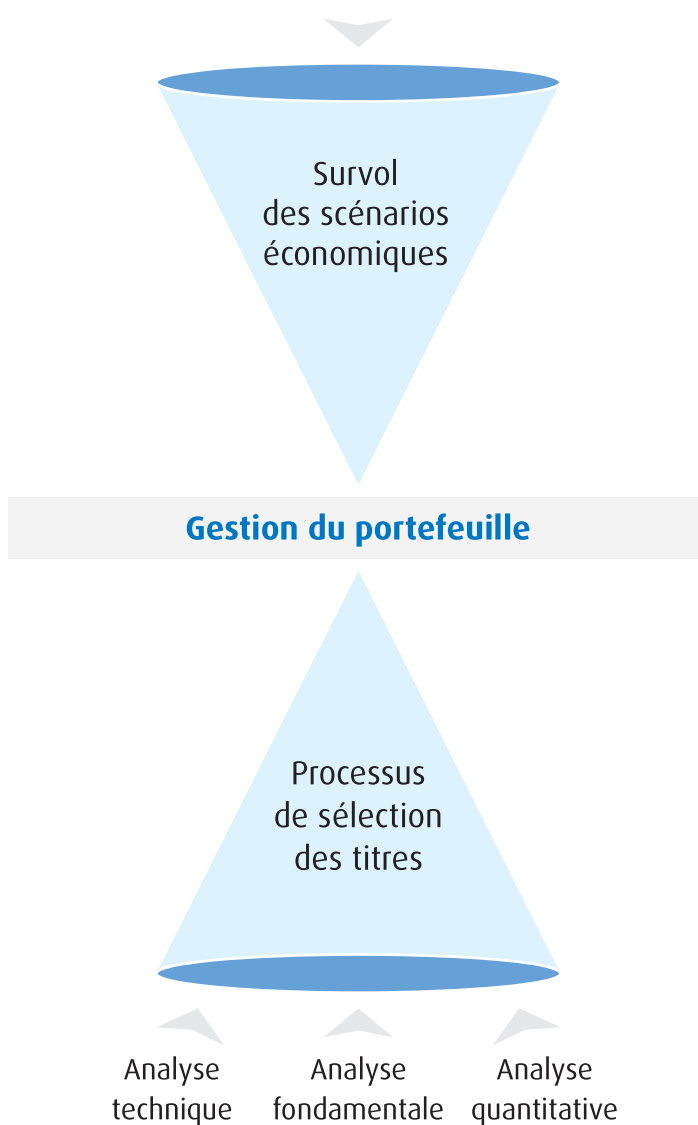 Survol
des scénarios
économiques
Gestion du portefeuille
Processus
de sélection
des titres
Analyse
technique
Analyse
fondamentale
Analyse
quantitative